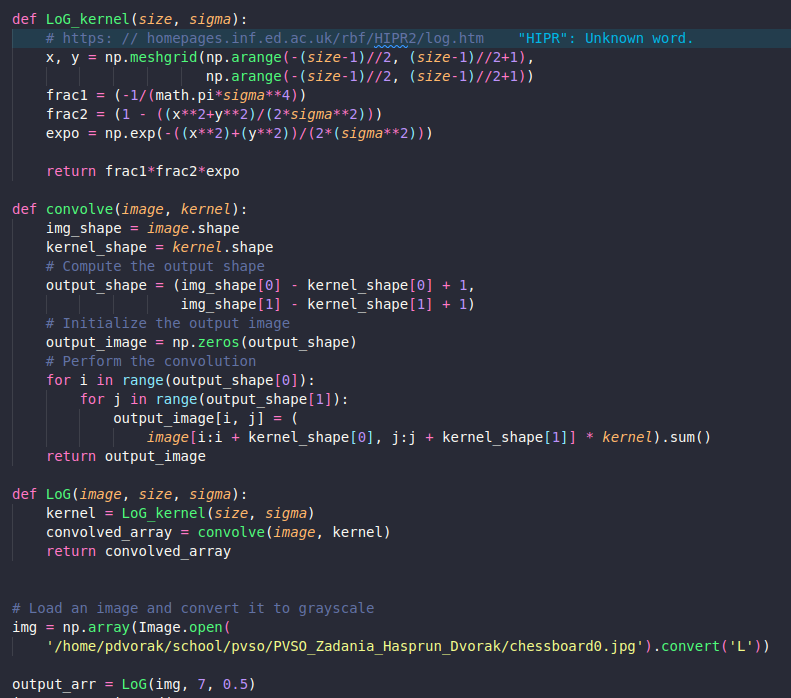 def LoG_kernel(size, sigma):
    # https: // homepages.inf.ed.ac.uk/rbf/HIPR2/log.htm    "HIPR": Unknown word.
    x, y = np.meshgrid(np.arange(-(size-1)//2, (size-1)//2+1),
                       np.arange(-(size-1)//2, (size-1)//2+1))
    frac1 = (-1/(math.pi*sigma**4))
    frac2 = (1 - ((x**2+y**2)/(2*sigma**2)))
    expo = np.exp(-((x**2)+(y**2))/(2*(sigma**2)))

    return frac1*frac2*expo

def convolve(image, kernel):
    img_shape = image.shape
    kernel_shape = kernel.shape
    # Compute the output shape
    output_shape = (img_shape[0] - kernel_shape[0] + 1,
                    img_shape[1] - kernel_shape[1] + 1)
    # Initialize the output image
    output_image = np.zeros(output_shape)
    # Perform the convolution
    for i in range(output_shape[0]):
        for j in range(output_shape[1]):
            output_image[i, j] = (
                image[i:i + kernel_shape[0], j:j + kernel_shape[1]] * kernel).sum()
    return output_image

def LoG(image, size, sigma):
    kernel = LoG_kernel(size, sigma)
    convolved_array = convolve(image, kernel)
    return convolved_array


# Load an image and convert it to grayscale
img = np.array(Image.open(
    '/home/pdvorak/school/pvso/PVSO_Zadania_Hasprun_Dvorak/chessboard0.jpg').convert('L'))

output_arr = LoG(img, 7, 0.5)